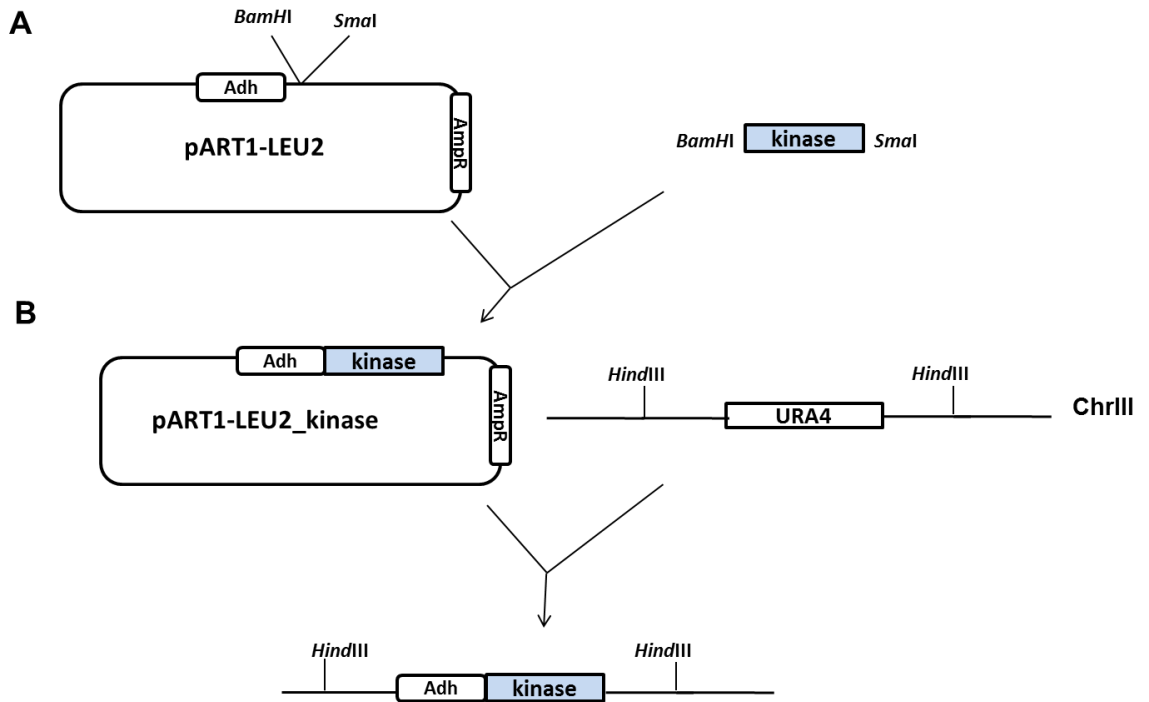 A
BamHI SmaI
Adh
AmpR
pART1-LEU2
BamHI kinase SmaI
B
Adh kinase
AmpR
pART1-LEU2_kinase
HindIII HindIII
URA4
ChrIII
HindIII HindIII
Adh kinase